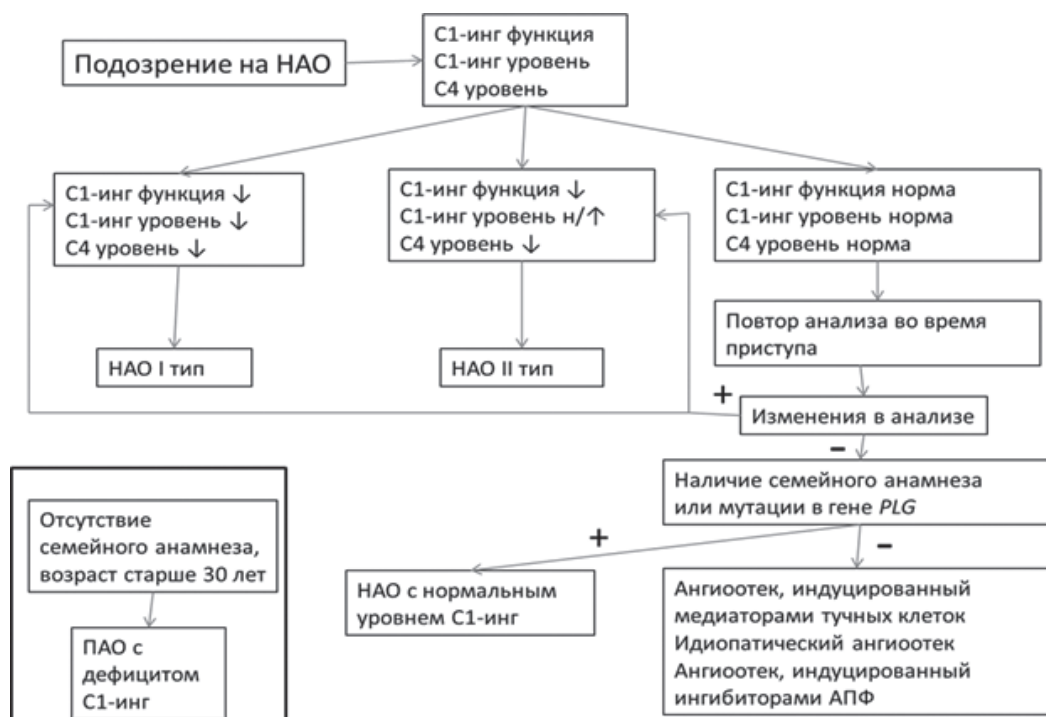 Подозрение на НАО
С1-инг функция
С1-инг уровень
С4 уровень
С1-инг функция ↓
С1-инг уровень ↓
С4 уровень ↓
С1-инг функция ↓
С1-инг уровень н/↑
С4 уровень ↓
С1-инг функция норма
С1-инг уровень норма
С4 уровень норма
НАО I тип
НАО II тип
Повтор анализа во время
приступа
+
Изменения в анализе
–
Наличие семейного анамнеза
или мутации в гене PLG
+
–
НАО с нормальным
уровнем С1-инг
Ангиоотек, индуцированный
медиаторами тучных клеток
Идиопатический ангиоотек
Ангиоотек, индуцированный
ингибиторами АПФ
Отсутствие
семейного анамнеза,
возраст старше 30 лет
ПАО с
дефицитом
С1-инг